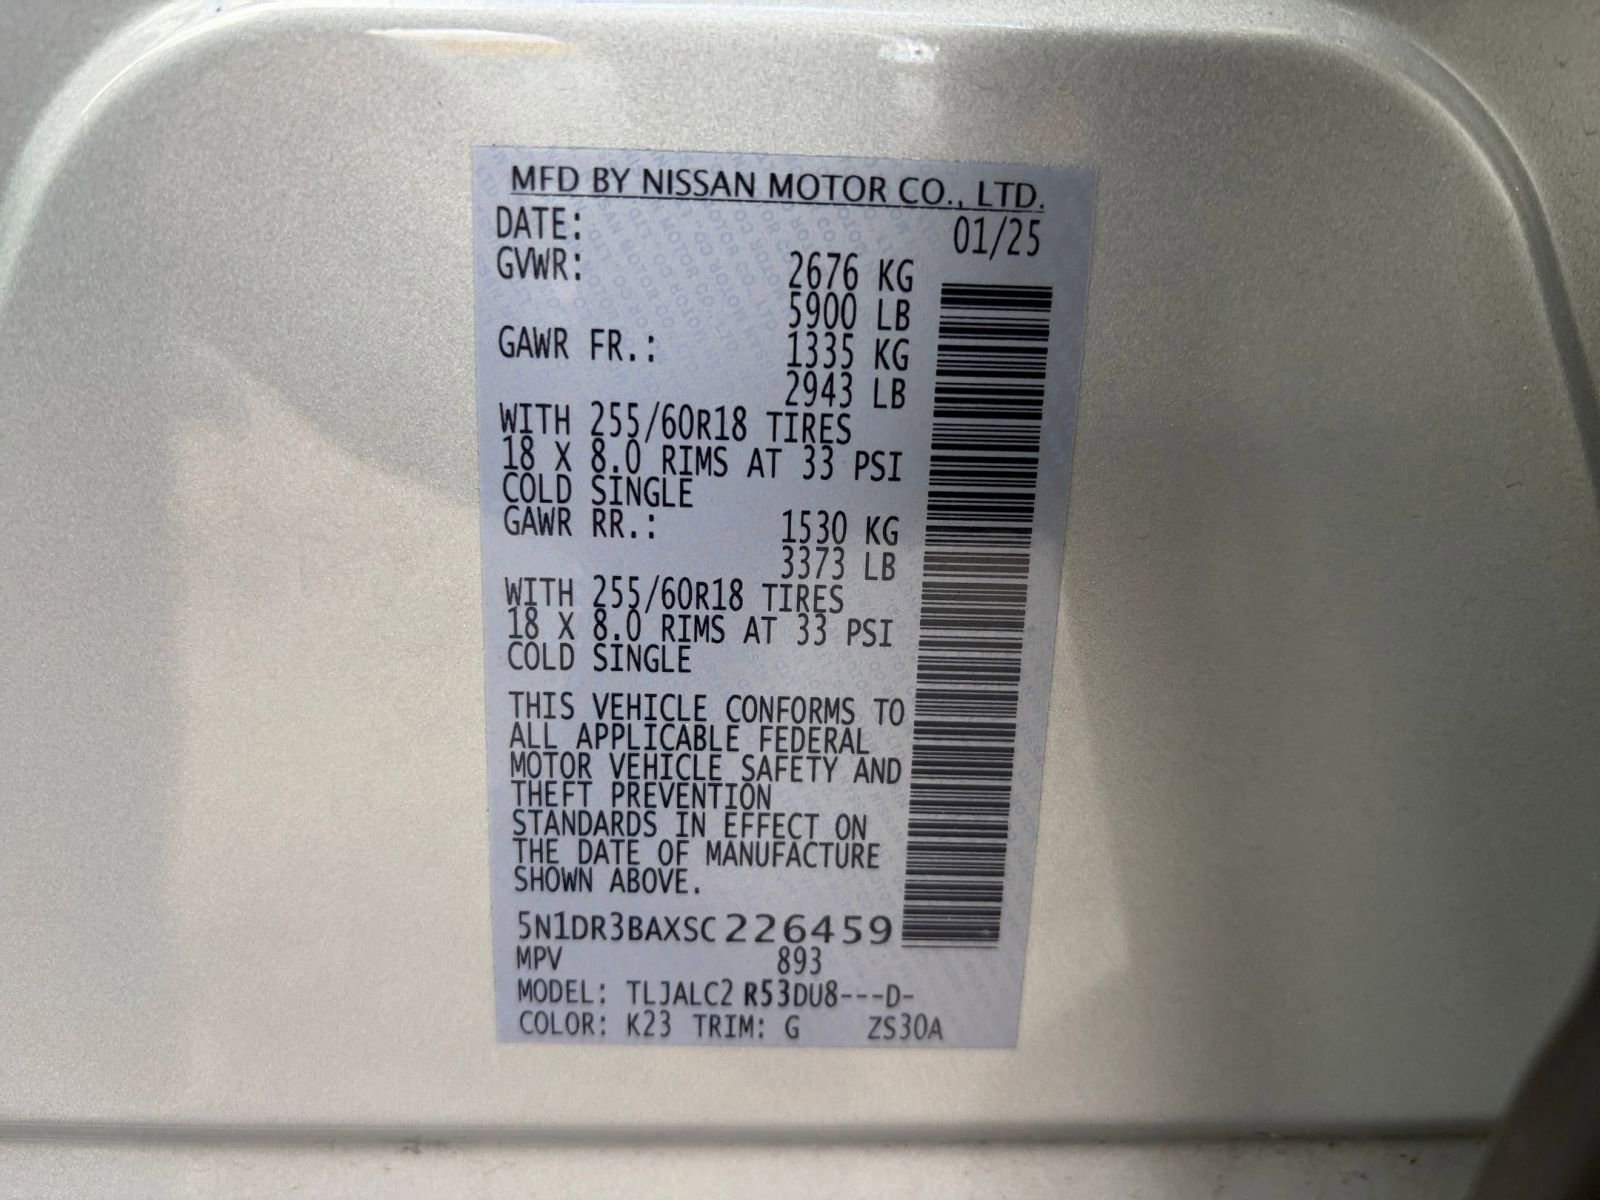 MFD BY NISSAN MOTOR CO., LTD.
DATE: 01/25
GVWR: 2676 KG
5900 LB
GAWR FR.: 1335 KG
2943 LB
WITH 255/60R18 TIRES
18 X 8.0 RIMS AT 33 PSI
COLD SINGLE
GAWR RR.: 1530 KG
3373 LB
WITH 255/60R18 TIRES
18 X 8.0 RIMS AT 33 PSI
COLD SINGLE
THIS VEHICLE CONFORMS TO
ALL APPLICABLE FEDERAL
MOTOR VEHICLE SAFETY AND
THEFT PREVENTION
STANDARDS IN EFFECT ON
THE DATE OF MANUFACTURE
SHOWN ABOVE.
5N1DR3BAXSC226459
MPV 893
MODEL: TLJALC2 R53DU8---D-
COLOR: K23 TRIM: G ZS30A